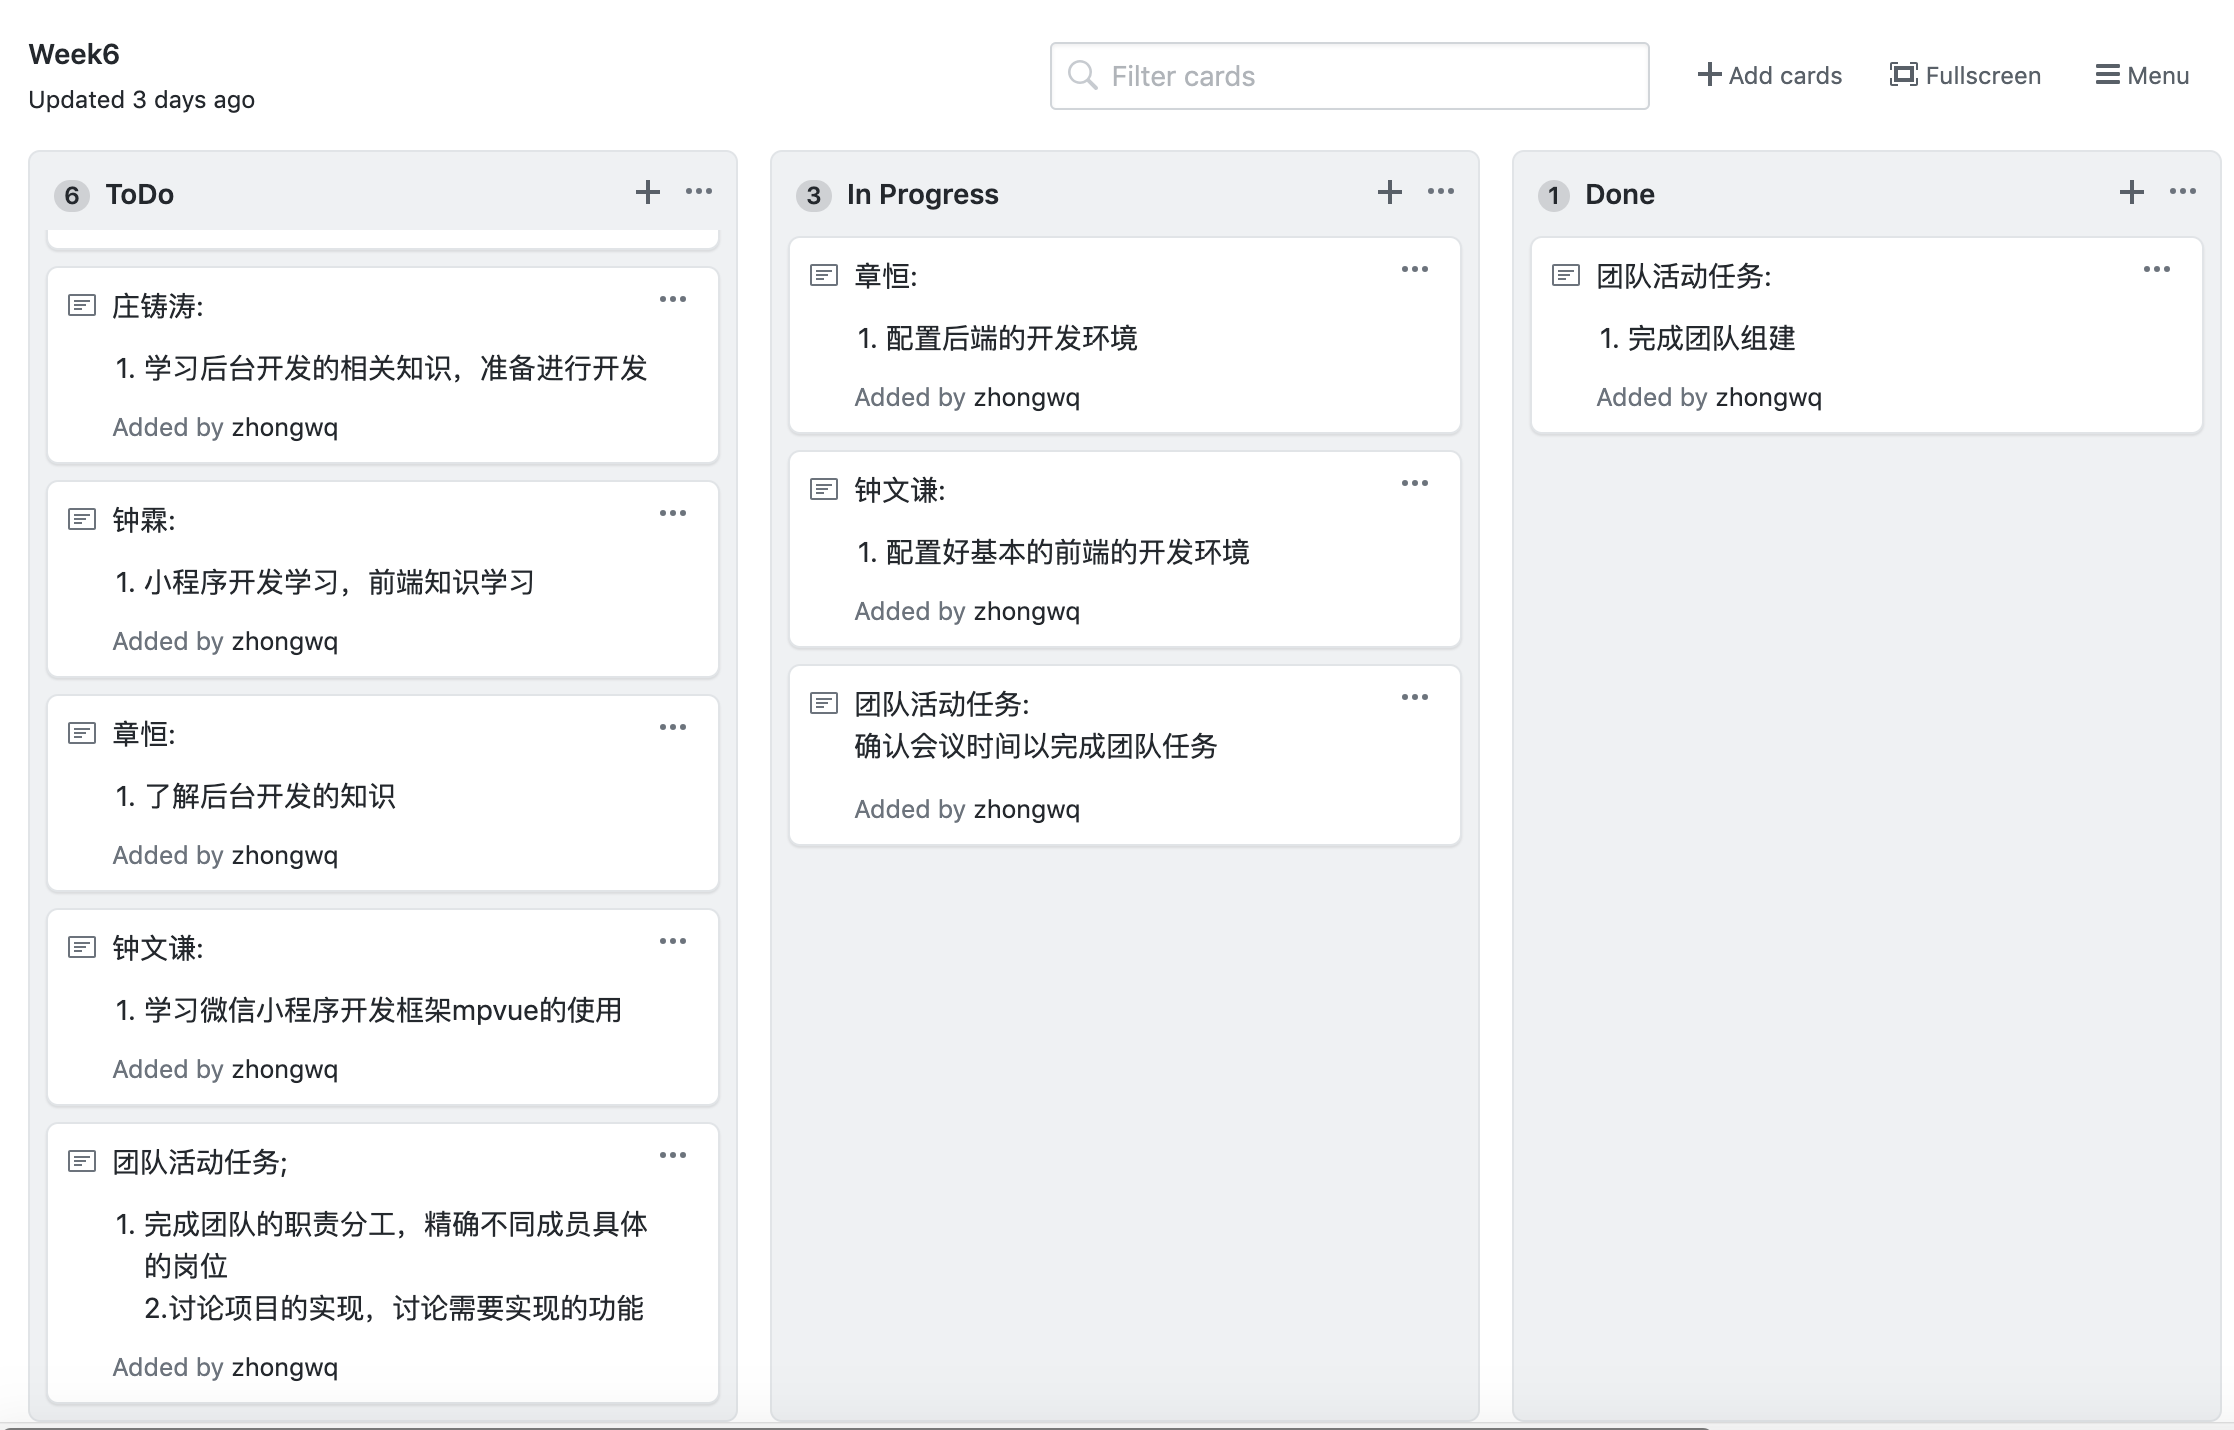 Week6
Updated 3 days ago
Filter cards
Add cards
Fullscreen
Menu
6 ToDo
庄铸涛:
1. 学习后台开发的相关知识，准备进行开发
Added by zhongwq
钟霖:
1. 小程序开发学习，前端知识学习
Added by zhongwq
章恒:
1. 了解后台开发的知识
Added by zhongwq
钟文谦:
1. 学习微信小程序开发框架mpvue的使用
Added by zhongwq
团队活动任务;
1. 完成团队的职责分工，精确不同成员具体
的岗位
2.讨论项目的实现，讨论需要实现的功能
Added by zhongwq
3 In Progress
章恒:
1. 配置后端的开发环境
Added by zhongwq
钟文谦:
1. 配置好基本的前端的开发环境
Added by zhongwq
团队活动任务:
确认会议时间以完成团队任务
Added by zhongwq
1 Done
团队活动任务:
1. 完成团队组建
Added by zhongwq